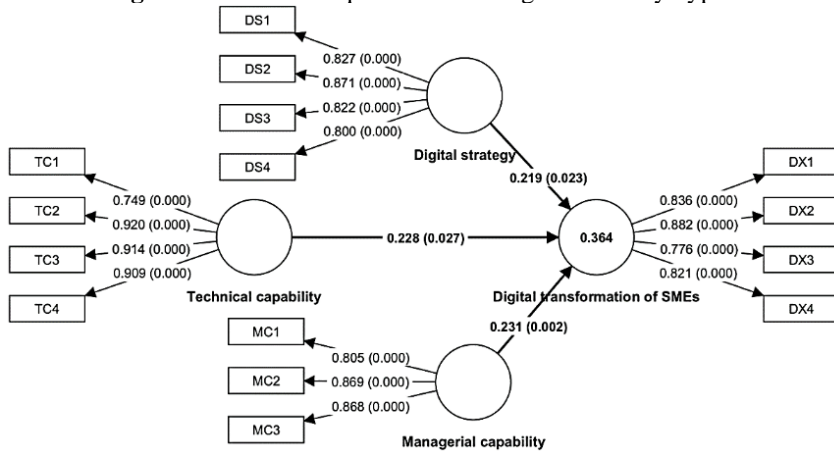 DS1
DS2
DS3
DS4
0.827 (0.000)
0.871 (0.000)
0.822 (0.000)
0.800 (0.000)
Digital strategy
0.219 (0.023)
TC1
TC2
TC3
TC4
0.749 (0.000)
0.920 (0.000)
0.914 (0.000)
0.909 (0.000)
Technical capability
0.228 (0.027)
0.364
Digital transformation of SMEs
0.836 (0.000)
0.882 (0.000)
0.776 (0.000)
0.821 (0.000)
DX1
DX2
DX3
DX4
0.231 (0.002)
MC1
MC2
MC3
0.805 (0.000)
0.869 (0.000)
0.868 (0.000)
Managerial capability